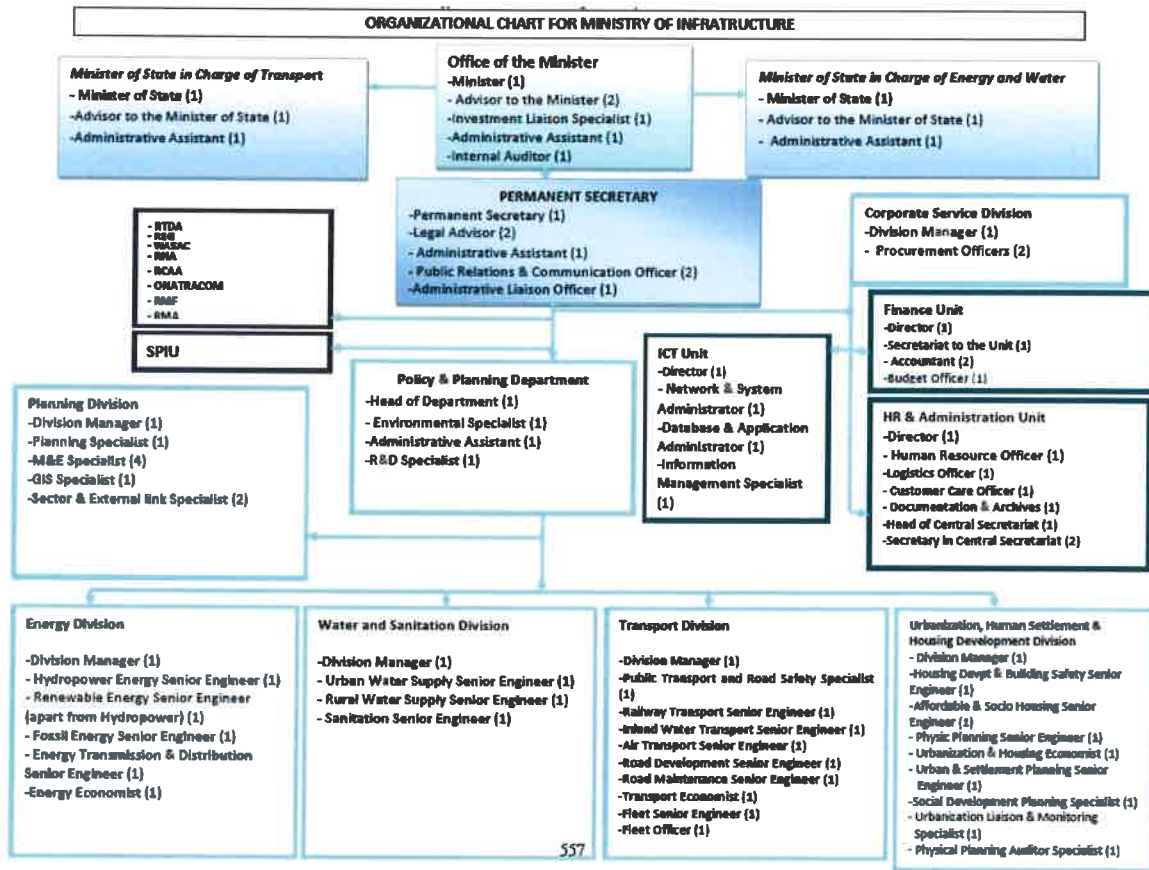 ORGANIZATIONAL CHART FOR MINISTRY OF INFRATRUCTURE
Minister of State in Charge of Transport
- Minister of State (1)
-Advisor to the Minister of State (1)
-Administrative Assistant (1)
Office of the Minister
-Minister (1)
- Advisor to the Minister (2)
-Investment Liaison Specialist (1)
-Administrative Assistant (1)
-Internal Auditor (1)
Minister of State in Charge of Energy and Water
- Minister of State (1)
- Advisor to the Minister of State (1)
- Administrative Assistant (1)
PERMANENT SECRETARY
-Permanent Secretary (1)
-Legal Advisor (2)
- Administrative Assistant (1)
- Public Relations & Communication Officer (2)
-Administrative Liaison Officer (1)
- RTDA
- WASAC
- RHA
- RCAA
- ONATRACOM
- RMF
- RMA
SPIU
Corporate Service Division
-Division Manager (1)
- Procurement Officers (2)
Finance Unit
-Director (1)
-Secretariat to the Unit (1)
- Accountant (2)
-Budget Officer (1)
ICT Unit
-Director (1)
- Network & System
Administrator (1)
-Database & Application
Administrator (1)
-Information
Management Specialist
(1)
HR & Administration Unit
-Director (1)
- Human Resource Officer (1)
-Logistics Officer (1)
- Customer Care Officer (1)
- Documentation & Archives (1)
-Head of Central Secretariat (1)
-Secretary in Central Secretariat (2)
Policy & Planning Department
-Head of Department (1)
- Environmental Specialist (1)
-Administrative Assistant (1)
-R&D Specialist (1)
Planning Division
-Division Manager (1)
-Planning Specialist (1)
-M&E Specialist (4)
-GIS Specialist (1)
-Sector & External link Specialist (2)
Energy Division
-Division Manager (1)
- Hydropower Energy Senior Engineer (1)
- Renewable Energy Senior Engineer
(apart from Hydropower) (1)
- Fossil Energy Senior Engineer (1)
- Energy Transmission & Distribution
Senior Engineer (1)
-Energy Economist (1)
Water and Sanitation Division
-Division Manager (1)
- Urban Water Supply Senior Engineer (1)
- Rural Water Supply Senior Engineer (1)
- Sanitation Senior Engineer (1)
Transport Division
-Division Manager (1)
-Public Transport and Road Safety Specialist
(1)
-Railway Transport Senior Engineer (1)
-Inland Water Transport Senior Engineer (1)
-Air Transport Senior Engineer (1)
-Road Development Senior Engineer (1)
-Road Maintenance Senior Engineer (1)
-Transport Economist (1)
-Fleet Senior Engineer (1)
-Fleet Officer (1)
Urbanization, Human Settlement &
Housing Development Division
- Division Manager (1)
-Housing Devpt & Building Safety Senior
Engineer (1)
-Affordable & Socio Housing Senior
Engineer (1)
- Physic Planning Senior Engineer (1)
- Urbanization & Housing Economist (1)
- Urban & Settlement Planning Senior
Engineer (1)
-Social Development Planning Specialist (1)
- Urbanization Liaison & Monitoring
Specialist (1)
- Physical Planning Auditor Specialist (1)
557